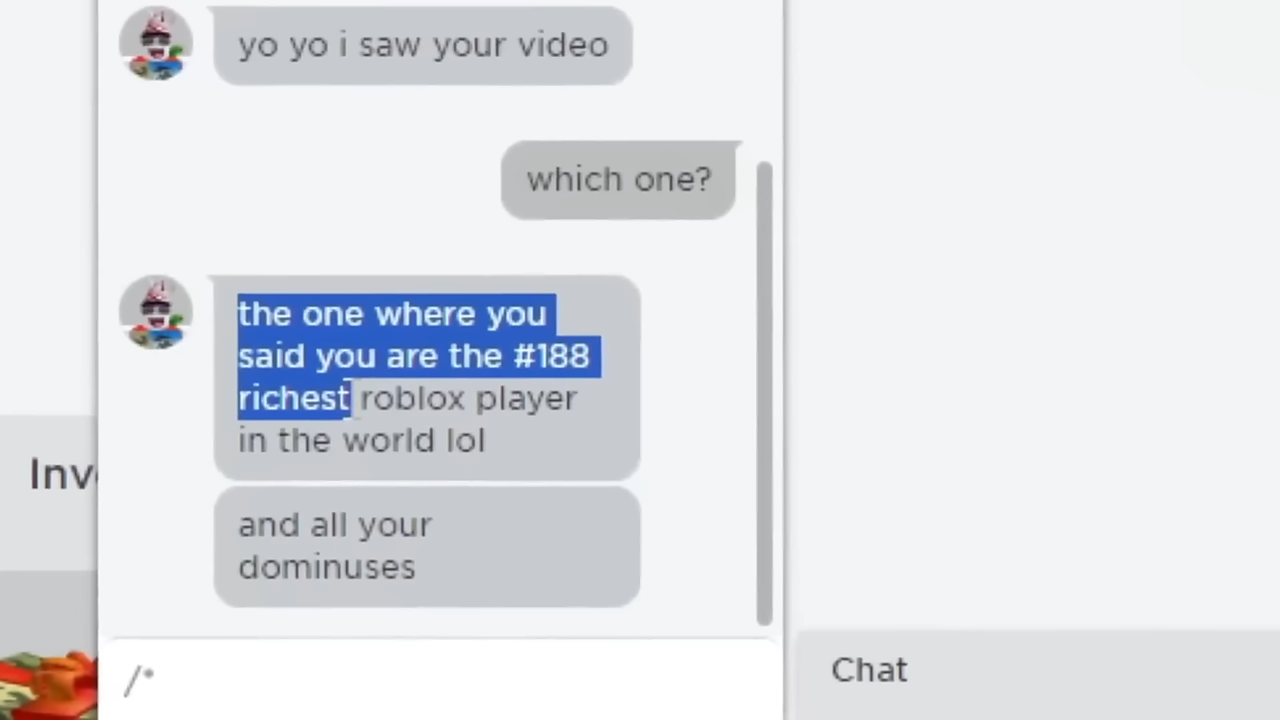 yo yo i saw your video
which one?
the one where you
said you are the #188
richest roblox player
in the world lol
and all your
dominuses
Inv
/*
Chat